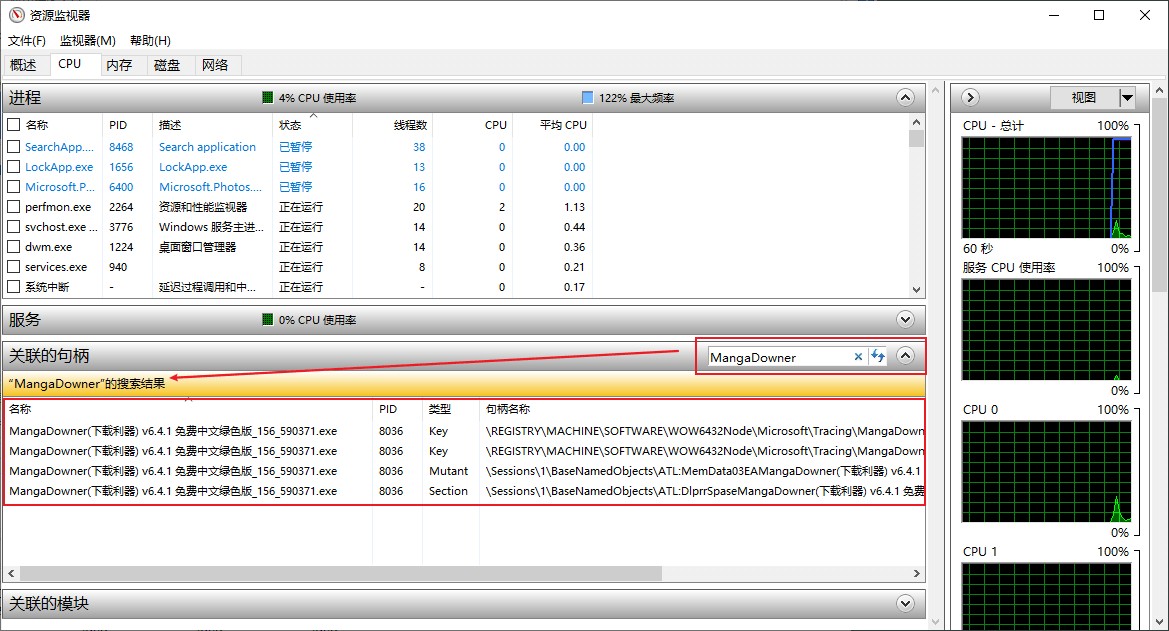 资源监视器
文件(F) 监视器(M) 帮助(H)
概述 CPU 内存 磁盘 网络
进程 4% CPU 使用率 122% 最大频率
名称 PID 描述 状态 线程数 CPU 平均 CPU
SearchApp.... 8468 Search application 已暂停 38 0 0.00
LockApp.exe 1656 LockApp.exe 已暂停 13 0 0.00
Microsoft.P... 6400 Microsoft.Photos.... 已暂停 16 0 0.00
perfmon.exe 2264 资源和性能监视器 正在运行 20 2 1.13
svchost.exe ... 3776 Windows 服务主进... 正在运行 14 0 0.44
dwm.exe 1224 桌面窗口管理器 正在运行 14 0 0.36
services.exe 940 正在运行 8 0 0.21
系统中断 - 延迟过程调用和中... 正在运行 - 0 0.17
服务 0% CPU 使用率
关联的句柄 MangaDowner
“MangaDowner”的搜索结果
名称 PID 类型 句柄名称
MangaDowner(下载利器) v6.4.1 免费中文绿色版_156_590371.exe 8036 Key \REGISTRY\MACHINE\SOFTWARE\WOW6432Node\Microsoft\Tracing\MangaDown
MangaDowner(下载利器) v6.4.1 免费中文绿色版_156_590371.exe 8036 Key \REGISTRY\MACHINE\SOFTWARE\WOW6432Node\Microsoft\Tracing\MangaDown
MangaDowner(下载利器) v6.4.1 免费中文绿色版_156_590371.exe 8036 Mutant \Sessions\1\BaseNamedObjects\ATL:MemData03EAMangaDowner(下载利器) v6.4.1
MangaDowner(下载利器) v6.4.1 免费中文绿色版_156_590371.exe 8036 Section \Sessions\1\BaseNamedObjects\ATL:DlprrSpaseMangaDowner(下载利器) v6.4.1 免费
关联的模块
视图
CPU - 总计 100%
60 秒 0%
服务 CPU 使用率 100%
0%
CPU 0 100%
0%
CPU 1 100%